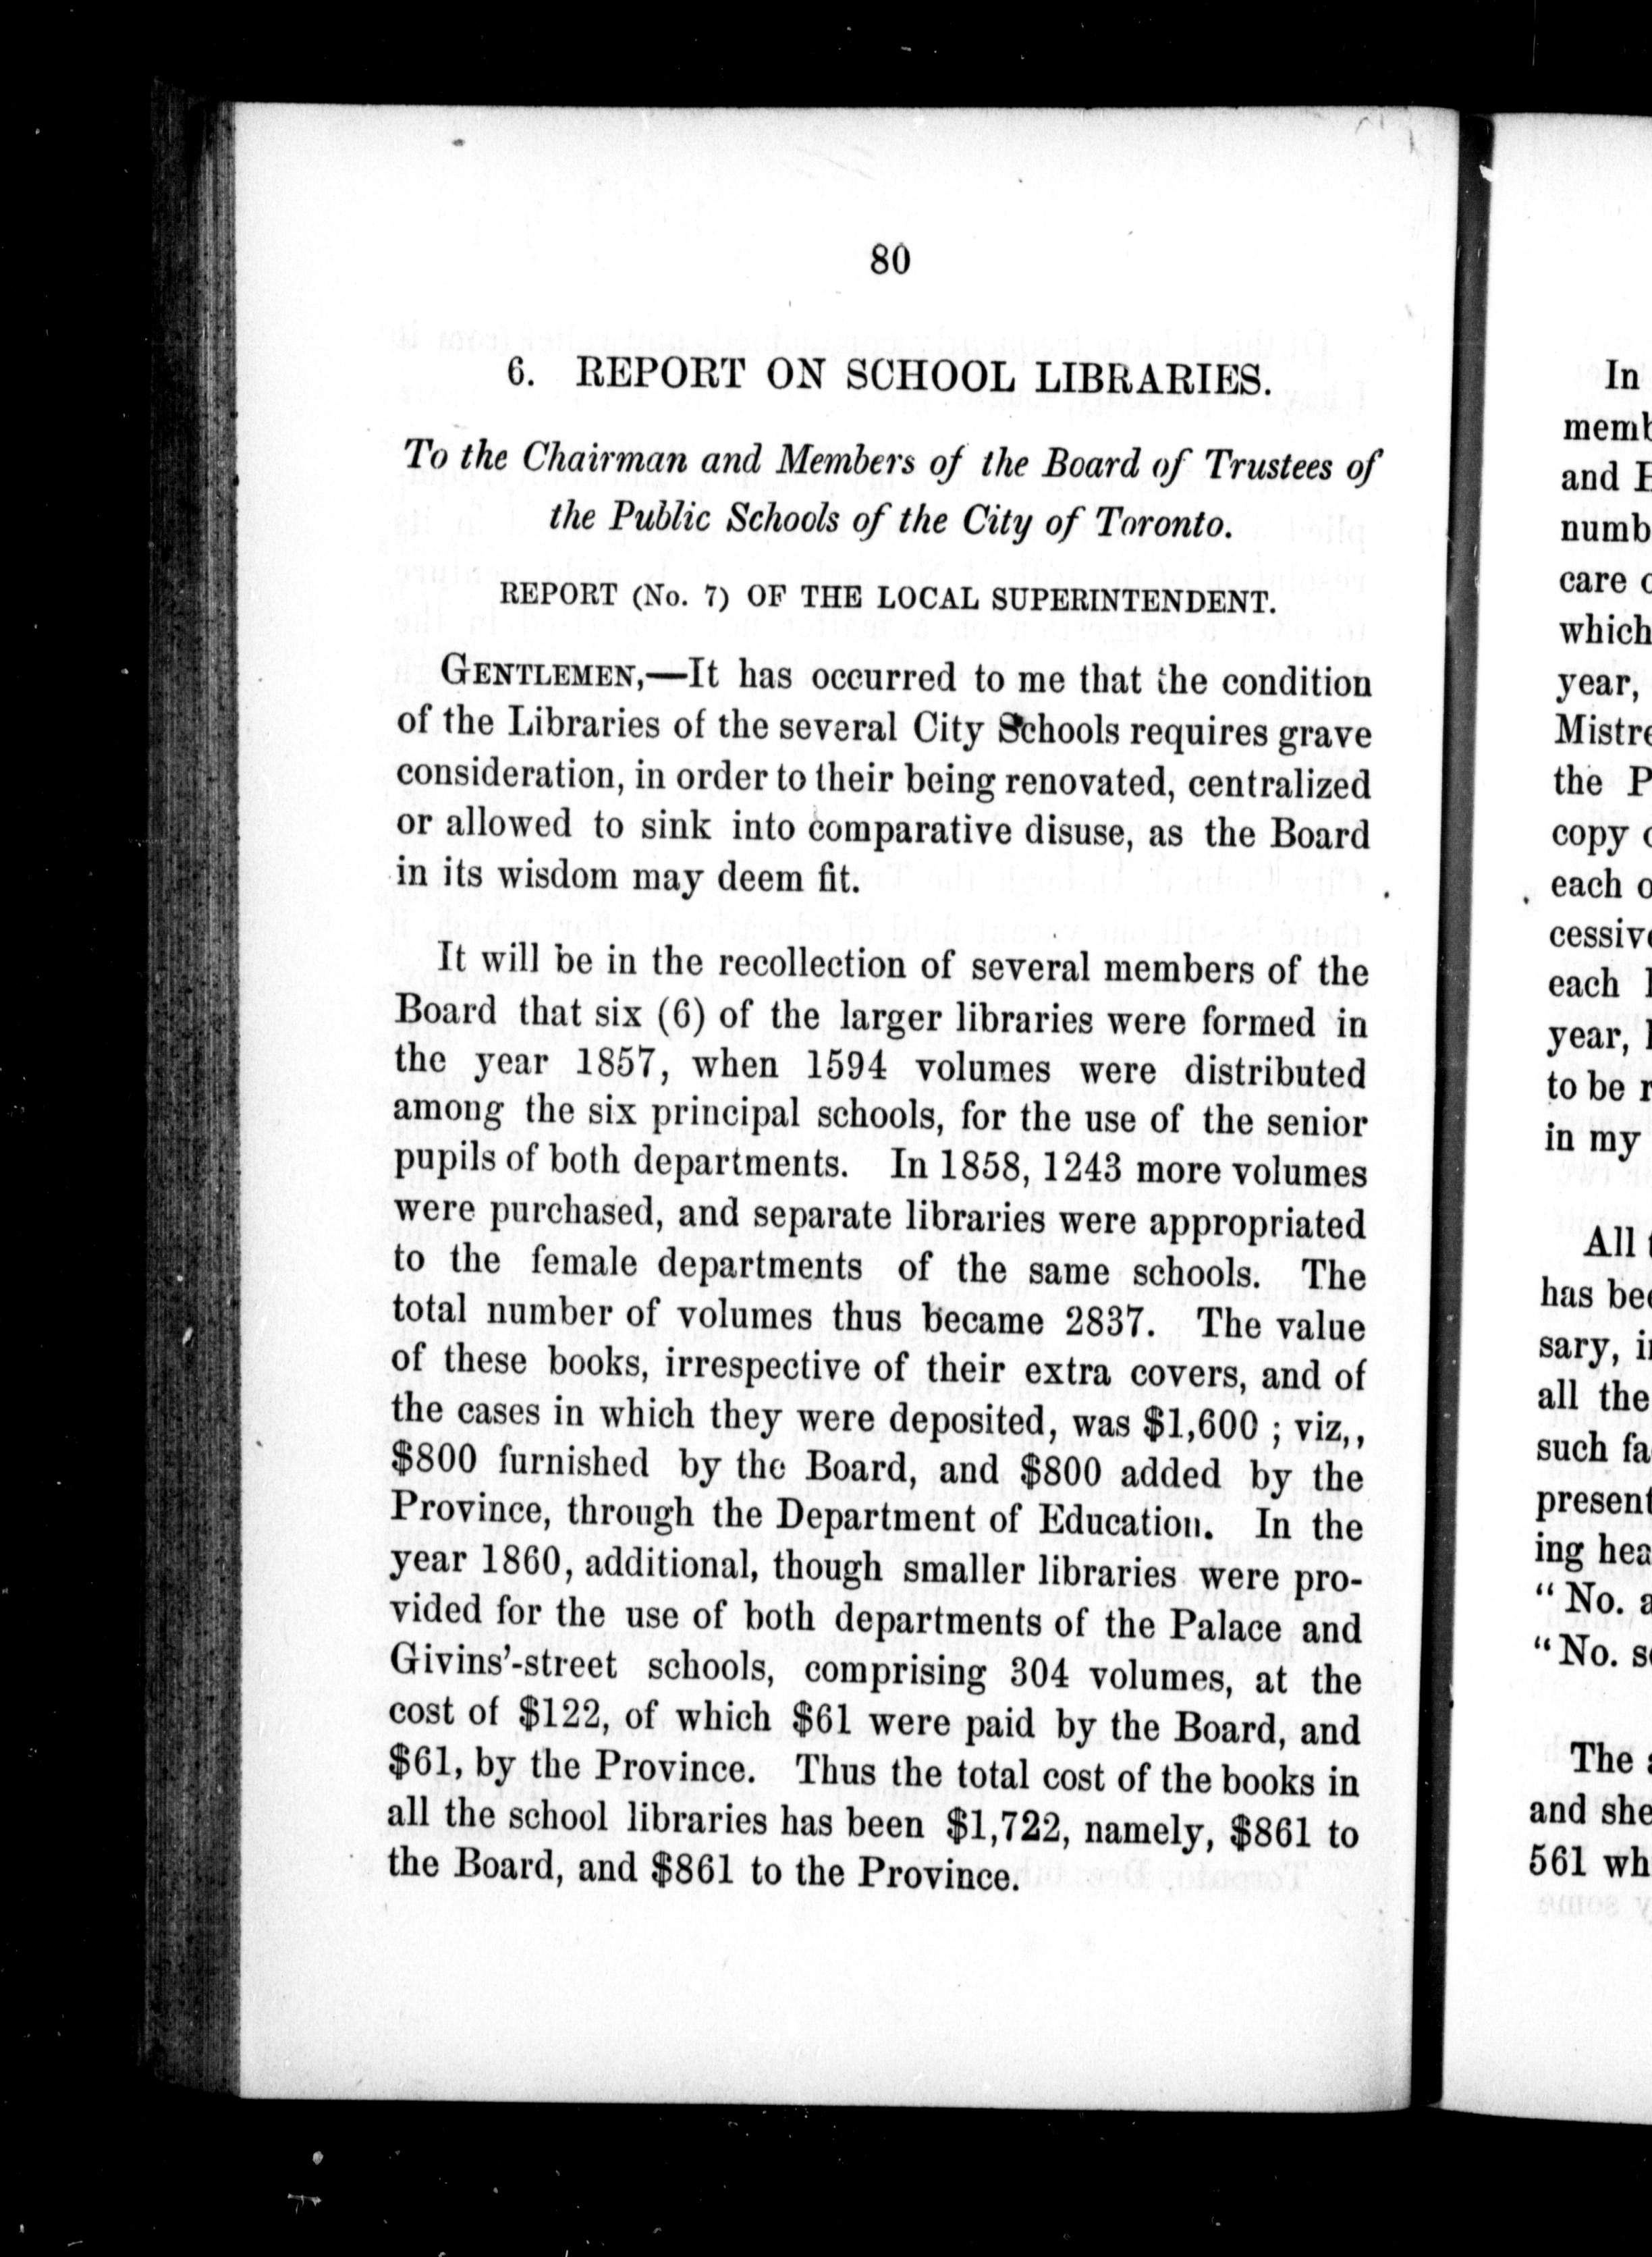 80
6. REPORT ON SCHOOL LIBRARIES.
To the Chairman and Members of the Board of Trustees of
the Public Schools of the City of Toronto.
REPORT (No. 7) OF THE LOCAL SUPERINTENDENT.
GENTLEMEN,—It has occurred to me that the condition
of the Libraries of the several City Schools requires grave
consideration, in order to their being renovated, centralized
or allowed to sink into comparative disuse, as the Board
in its wisdom may deem fit.
It will be in the recollection of several members of the
Board that six (6) of the larger libraries were formed in
the year 1857, when 1594 volumes were distributed
among the six principal schools, for the use of the senior
pupils of both departments. In 1858, 1243 more volumes
were purchased, and separate libraries were appropriated
to the female departments of the same schools. The
total number of volumes thus became 2837. The value
of these books, irrespective of their extra covers, and of
the cases in which they were deposited, was $1,600 ; viz,,
$800 furnished by the Board, and $800 added by the
Province, through the Department of Education. In the
year 1860, additional, though smaller libraries were pro-
vided for the use of both departments of the Palace and
Givins'-street schools, comprising 304 volumes, at the
cost of $122, of which $61 were paid by the Board, and
$61, by the Province. Thus the total cost of the books in
all the school libraries has been $1,722, namely, $861 to
the Board, and $861 to the Province.
In
and
numb
care
which
year,
the
copy
each
each
year,
to be
in my
All
has
sary,
all the
such
present
ing
"No.
"No.
The
and
561